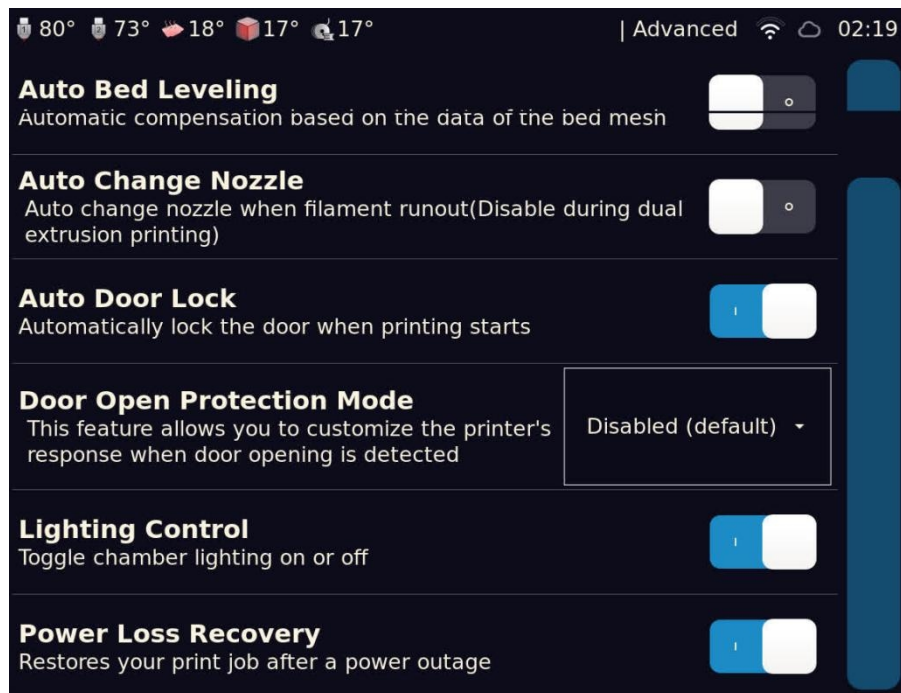 80° 73° 18° 17° 17° | Advanced 02:19
Auto Bed Leveling
Automatic compensation based on the data of the bed mesh
Auto Change Nozzle
Auto change nozzle when filament runout(Disable during dual
extrusion printing)
Auto Door Lock
Automatically lock the door when printing starts
Door Open Protection Mode
This feature allows you to customize the printer's
response when door opening is detected
Disabled (default)
Lighting Control
Toggle chamber lighting on or off
Power Loss Recovery
Restores your print job after a power outage